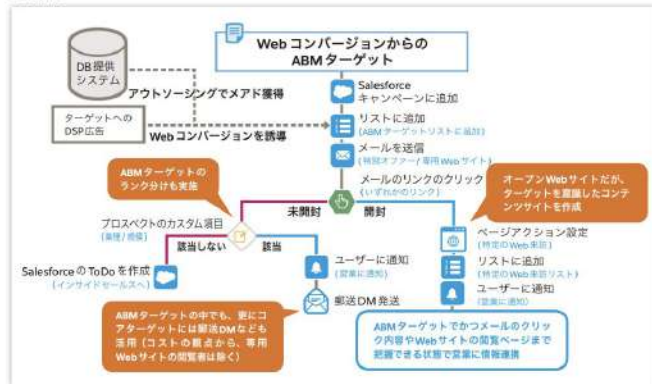 Webコンバージョンからの
ABMターゲット
DB提供
システム
アウトソーシングでメアド獲得
ターゲットへの
DSP広告
Webコンバージョンを誘導
Salesforce
キャンペーンに追加
リストに追加
(ABMターゲットリストに追加)
メールを送信
(特別オファー/専用Webサイト)
メールのリンクのクリック
(いずれかのリンク)
ABMターゲットの
ランク分けも実施
オープンWebサイトだが、
ターゲットを意識したコンテ
ンツサイトを作成
未開封
開封
プロスペクトのカスタム項目
(業種/規模)
該当しない
該当
SalesforceのToDoを作成
(インサイドセールスへ)
ユーザーに通知
(営業に通知)
郵送DM発送
ページアクション設定
(特定のWeb来訪)
リストに追加
(特定のWeb来訪リスト)
ユーザーに通知
(営業に通知)
ABMターゲットの中でも、更にコ
アターゲットには郵送DMなども
活用(コストの観点から、専用
Webサイトの閲覧者は除く)
ABMターゲットでかつメールのクリック
内容やWebサイトの閲覧ページまで
把握できる状態で営業に情報連携